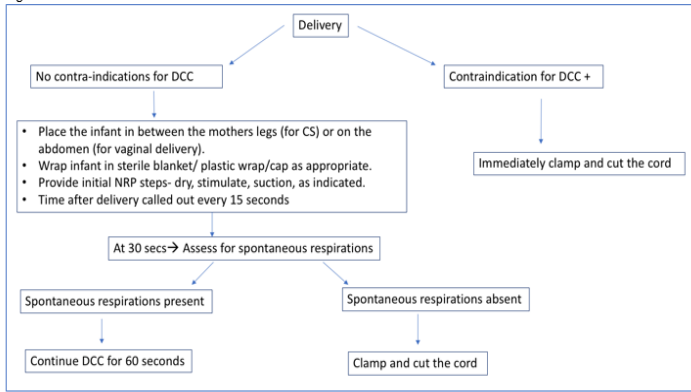 Delivery
No contra-indications for DCC
Contraindication for DCC +
• Place the infant in between the mothers legs (for CS) or on the
abdomen (for vaginal delivery).
• Wrap infant in sterile blanket/ plastic wrap/cap as appropriate.
• Provide initial NRP steps- dry, stimulate, suction, as indicated.
• Time after delivery called out every 15 seconds
Immediately clamp and cut the cord
At 30 secs→ Assess for spontaneous respirations
Spontaneous respirations present
Spontaneous respirations absent
Continue DCC for 60 seconds
Clamp and cut the cord